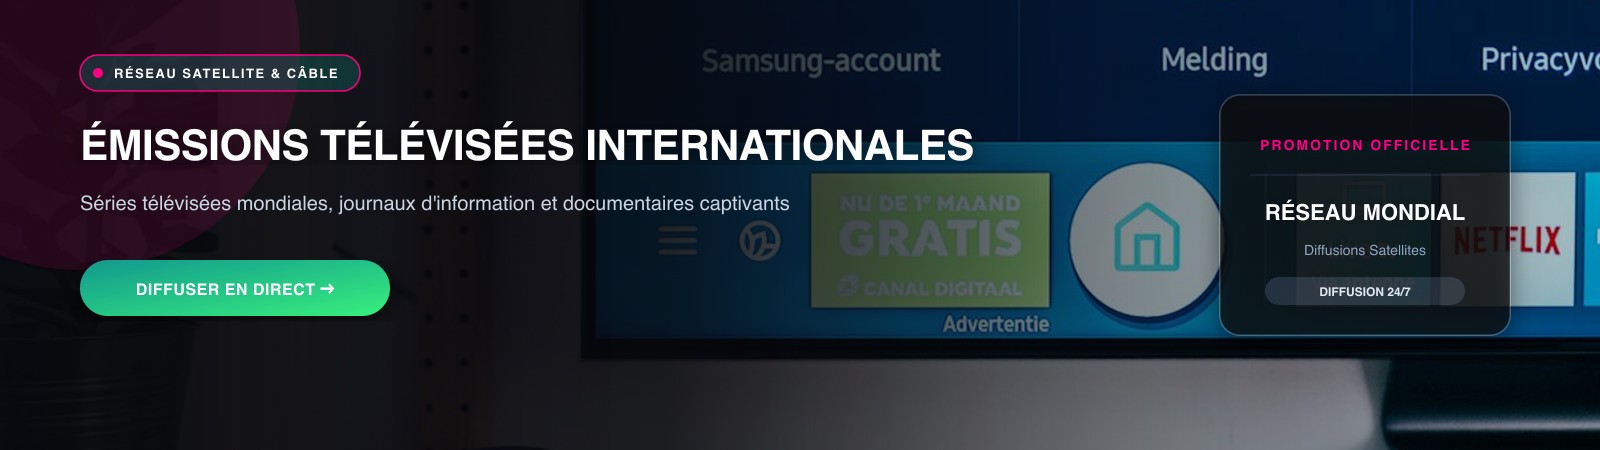 RÉSEAU SATELLITE & CÂBLE
ÉMISSIONS TÉLÉVISÉES INTERNATIONALES
Séries télévisées mondiales, journaux d'information et documentaires captivants
DIFFUSER EN DIRECT →
Samsung-account
Melding
Privacyvo
NU DE 1e MAAND
GRATIS
CANAL DIGITAAL
Advertentie
PROMOTION OFFICIELLE
RÉSEAU MONDIAL
Diffusions Satellites
DIFFUSION 24/7
NETFLIX